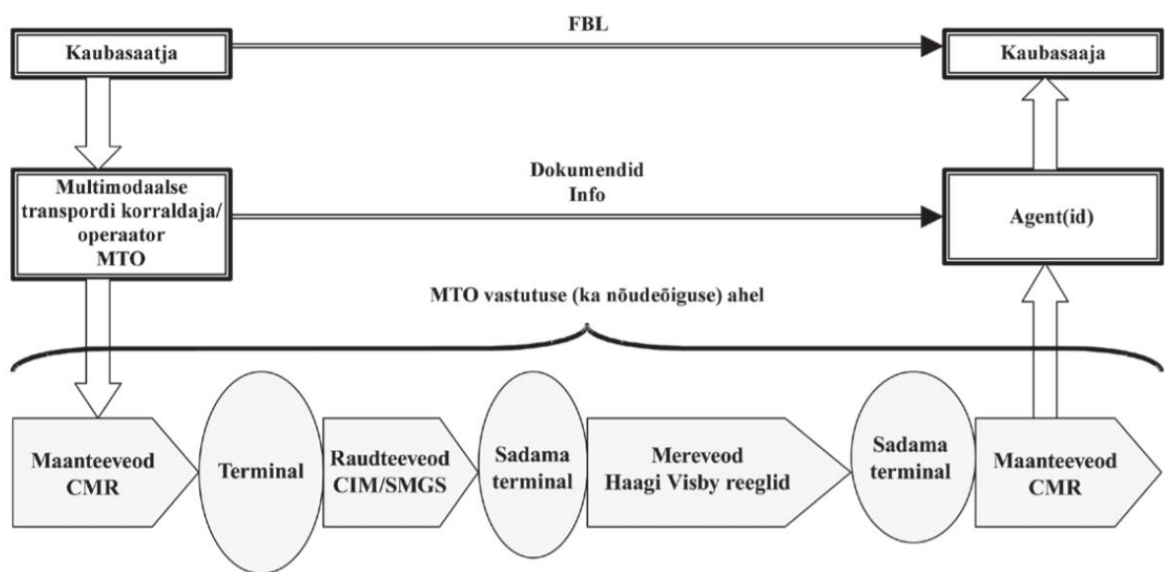 FBL
Kaubasaatja
Kaubasaaja
Multimodaalse
transpordi korraldaja/
operaator
MTO
Dokumendid
Info
Agent(id)
MTO vastutuse (ka nõudeõiguse) ahel
Maanteeveod
CMR
Terminal
Raudteeveod
CIM/SMGS
Sadama
terminal
Mereveod
Haagi Visby reeglid
Sadama
terminal
Maanteeveod
CMR